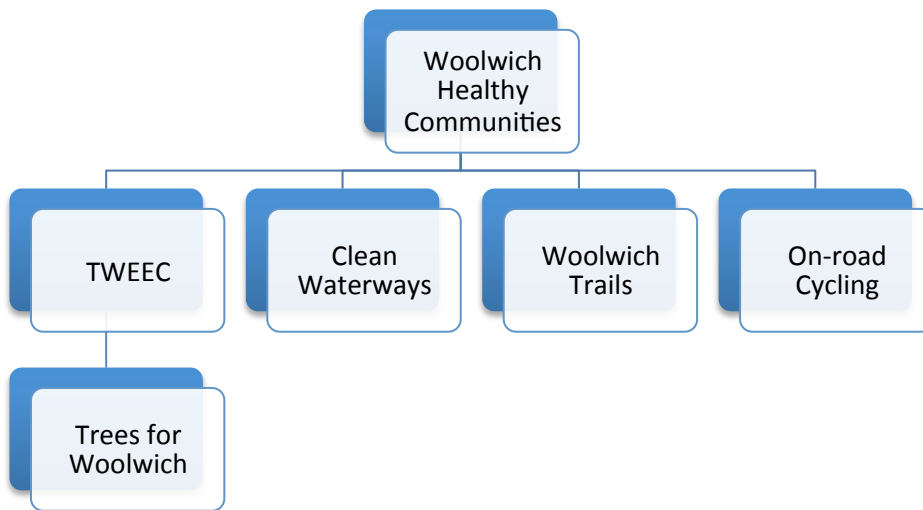 Woolwich
Healthy
Communities
TWEEC
Clean
Waterways
Woolwich
Trails
On-road
Cycling
Trees for
Woolwich